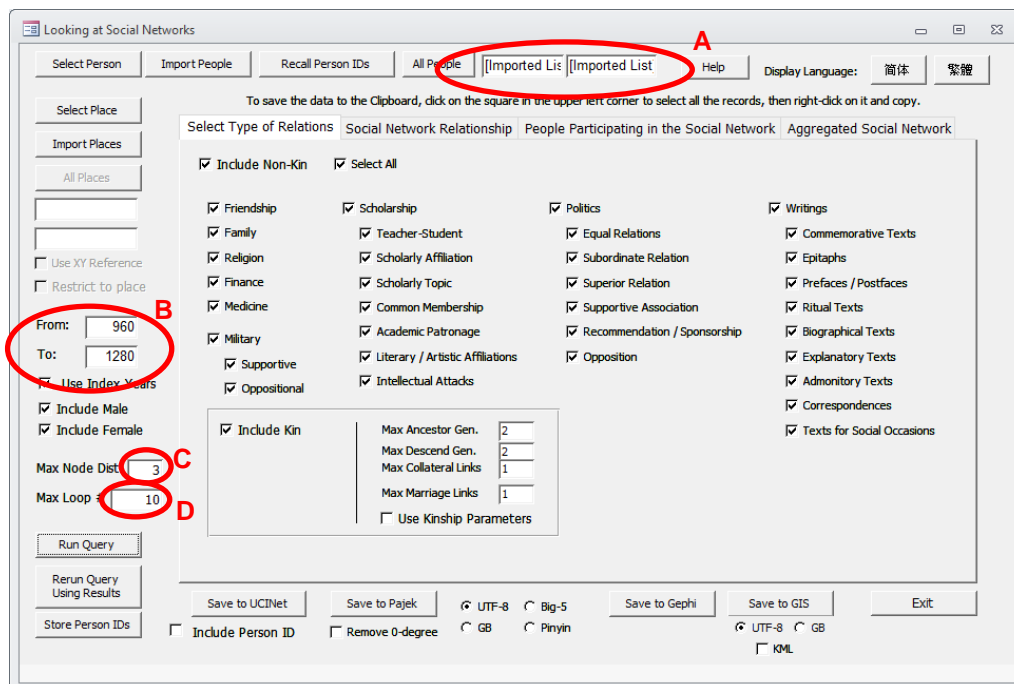 Looking at Social Networks
A
Select Person Import People Recall Person IDs All People [Imported Lis [Imported List Help Display Language: 简体 繁體
To save the data to the Clipboard, click on the square in the upper left corner to select all the records, then right-click on it and copy.
Select Place
Import Places
All Places
Use XY Reference
Restrict to place
B
From: 960
To: 1280
Use Index Years
Include Male
Include Female
Max Node Dist 3 C
Max Loop # 10 D
Run Query
Rerun Query
Using Results
Store Person IDs
Select Type of Relations Social Network Relationship People Participating in the Social Network Aggregated Social Network
Include Non-Kin Select All
Friendship
Family
Religion
Finance
Medicine
Military
Supportive
Oppositional
Scholarship
Teacher-Student
Scholarly Affiliation
Scholarly Topic
Common Membership
Academic Patronage
Literary / Artistic Affiliations
Intellectual Attacks
Politics
Equal Relations
Subordinate Relation
Superior Relation
Supportive Association
Recommendation / Sponsorship
Opposition
Writings
Commemorative Texts
Epitaphs
Prefaces / Postfaces
Ritual Texts
Biographical Texts
Explanatory Texts
Admonitory Texts
Correspondences
Texts for Social Occasions
Include Kin
Max Ancestor Gen. 2
Max Descend Gen. 2
Max Collateral Links 1
Max Marriage Links 1
Use Kinship Parameters
Save to UCINet Save to Pajek UTF-8 Big-5 Save to Gephi Save to GIS Exit
Include Person ID Remove 0-degree GB Pinyin UTF-8 GB
KML